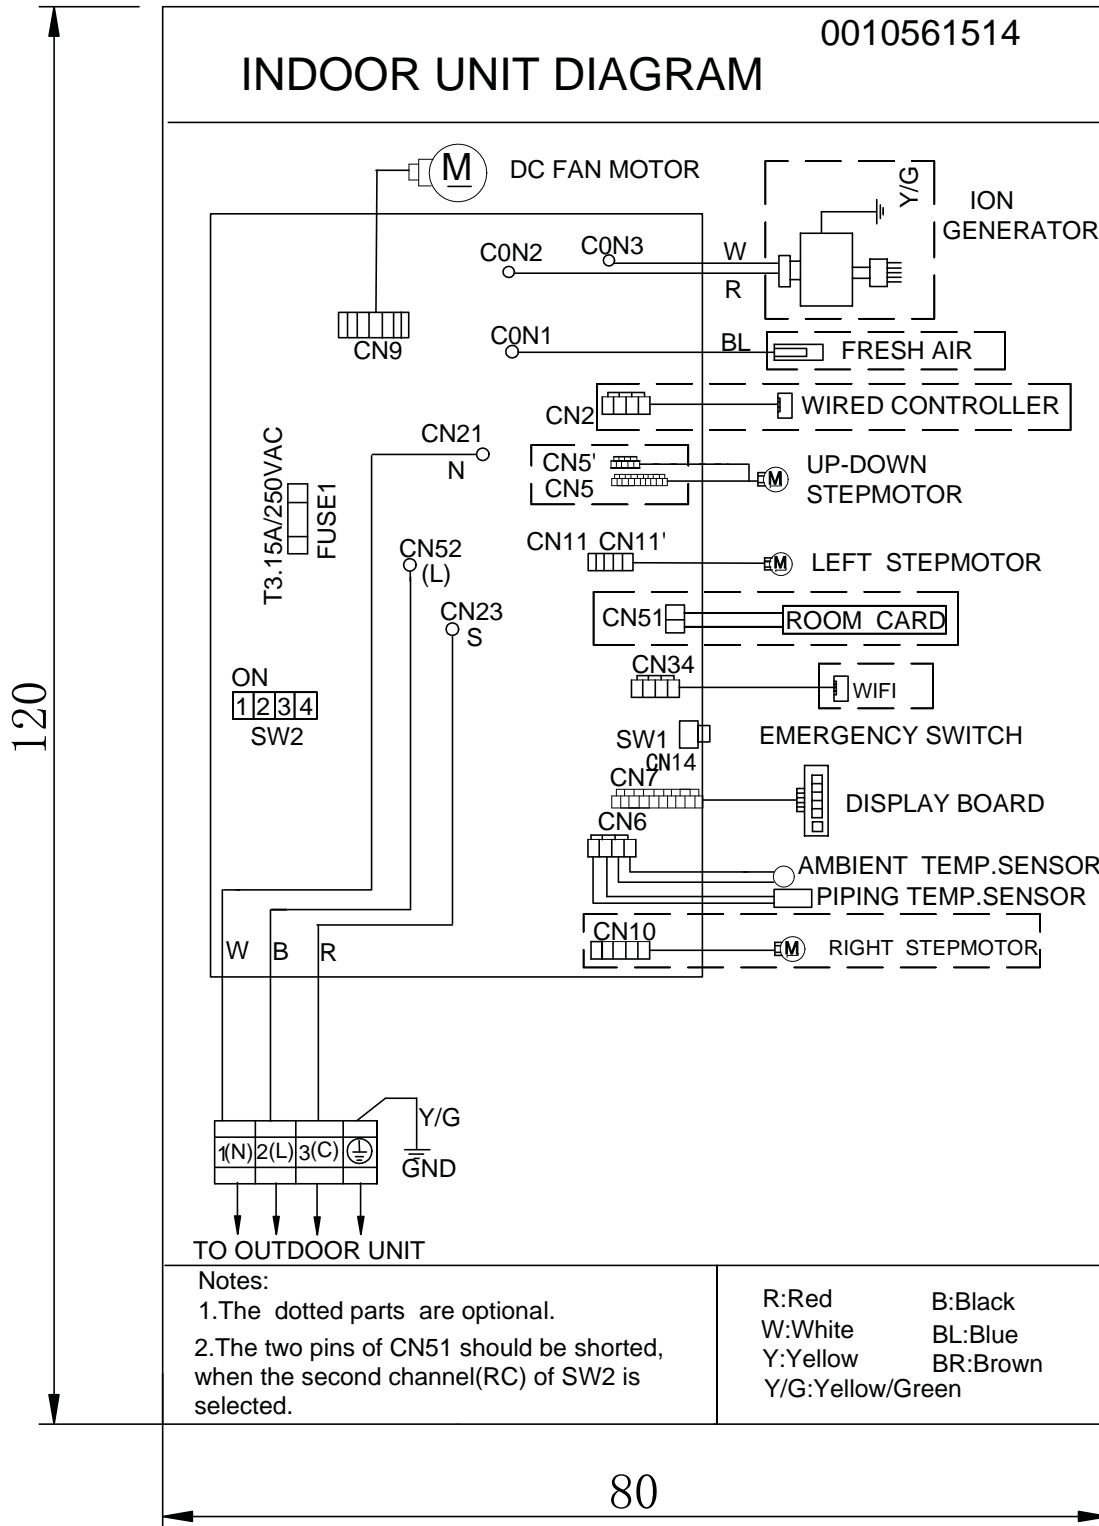 0010561514
INDOOR UNIT DIAGRAM
M
DC FAN MOTOR
Y/G
ION
GENERATOR
C0N2
C0N3
W
R
CN9
C0N1
BL
FRESH AIR
CN2
WIRED CONTROLLER
CN21
N
CN5'
CN5
M
UP-DOWN
STEPMOTOR
T3.15A/250VAC
FUSE1
CN52
(L)
CN11 CN11'
M
LEFT STEPMOTOR
CN23
S
CN51
ROOM CARD
ON
1 2 3 4
SW2
CN34
WIFI
SW1
EMERGENCY SWITCH
CN14
CN7
DISPLAY BOARD
CN6
AMBIENT TEMP.SENSOR
PIPING TEMP.SENSOR
W
B
R
CN10
M
RIGHT STEPMOTOR
Y/G
1(N) 2(L) 3(C)
GND
TO OUTDOOR UNIT
Notes:
1.The dotted parts are optional.
2.The two pins of CN51 should be shorted,
when the second channel(RC) of SW2 is
selected.
R:Red B:Black
W:White BL:Blue
Y:Yellow BR:Brown
Y/G:Yellow/Green
120
80